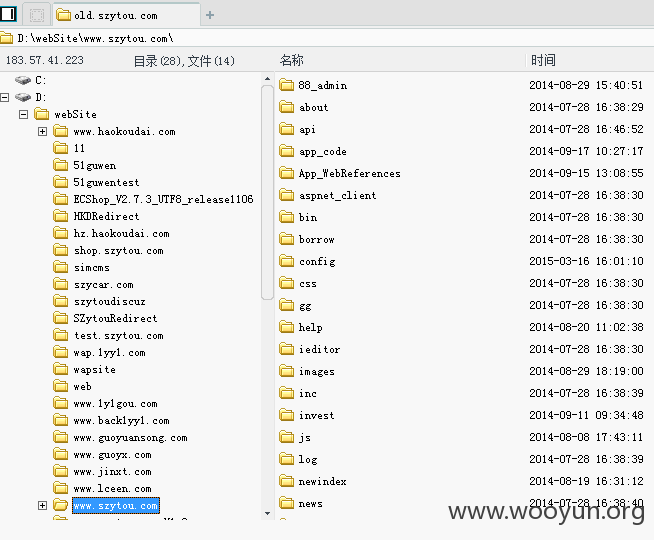 old.szytou.com
D:\webSite\www.szytou.com\
183.57.41.223 目录(28),文件(14) 名称 时间
C:
D:
webSite
www.haokoudai.com
11
51guwen
51guwentest
ECShop_V2.7.3_UTF8_release1106
HKDRedirect
hz.haokoudai.com
shop.szytou.com
simcms
szycar.com
szytoudiscuz
SZytouRedirect
test.szytou.com
wap.1yyl.com
wapsite
web
www.1ylgou.com
www.backlyyl.com
www.guoyuansong.com
www.guoyx.com
www.jinxt.com
www.lceen.com
www.szytou.com
88_admin 2014-08-29 15:40:51
about 2014-07-28 16:38:29
api 2014-07-28 16:46:52
app_code 2014-09-17 10:27:17
App_WebReferences 2014-09-15 13:08:55
aspnet_client 2014-07-28 16:38:30
bin 2014-07-28 16:38:30
borrow 2014-07-28 16:38:30
config 2015-03-16 16:01:10
css 2014-07-28 16:38:30
gg 2014-07-28 16:38:30
help 2014-08-20 11:02:38
ieditor 2014-07-28 16:38:30
images 2014-08-29 18:19:00
inc 2014-07-28 16:38:39
invest 2014-09-11 09:34:48
js 2014-08-08 17:43:11
log 2014-07-28 16:38:39
newindex 2014-08-19 16:31:12
news 2014-07-28 16:38:40
www.wooyun.org